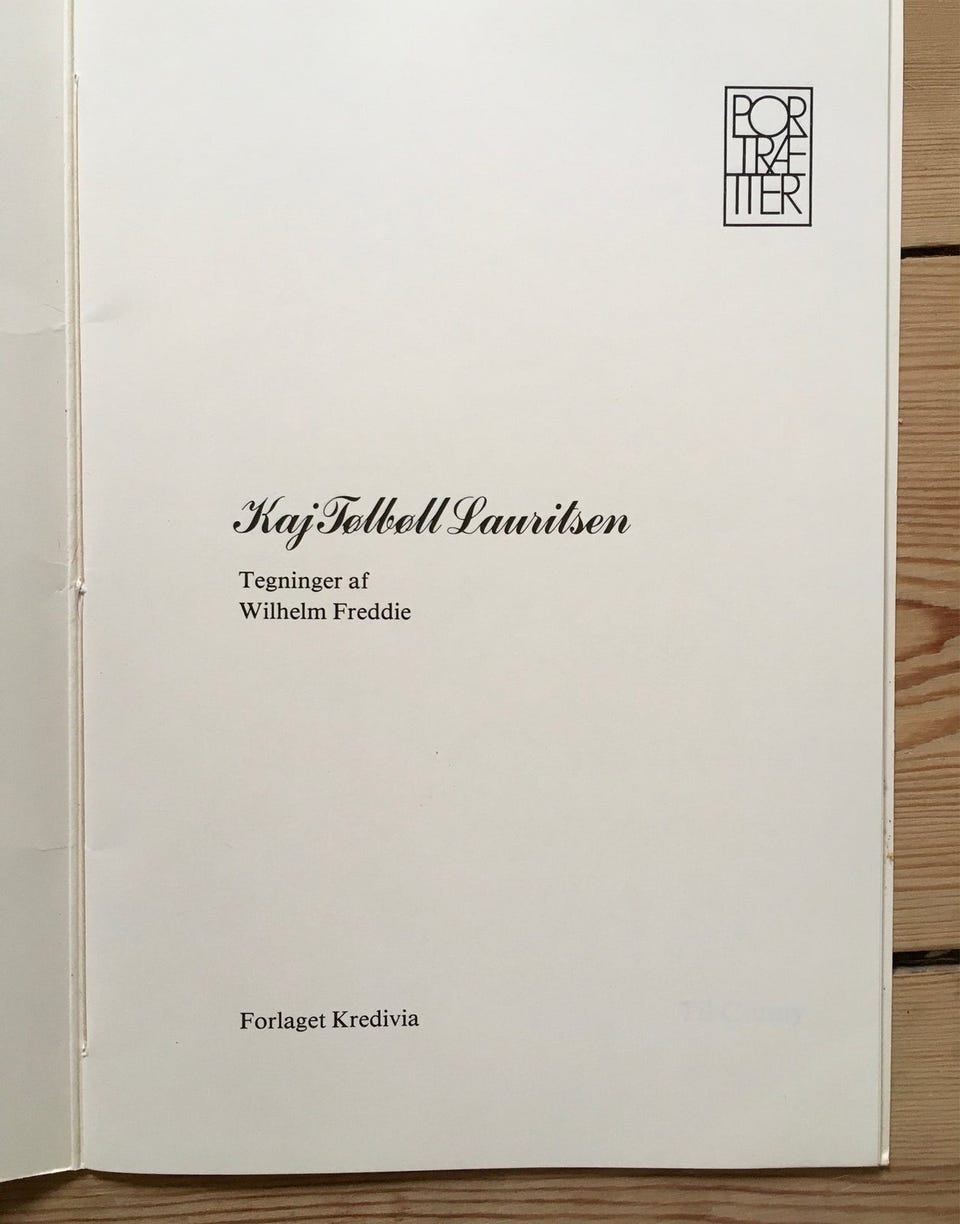 POR
TRÆ
TTER
Kaj Tølbøll Lauritsen
Tegninger af
Wilhelm Freddie
Forlaget Kredivia